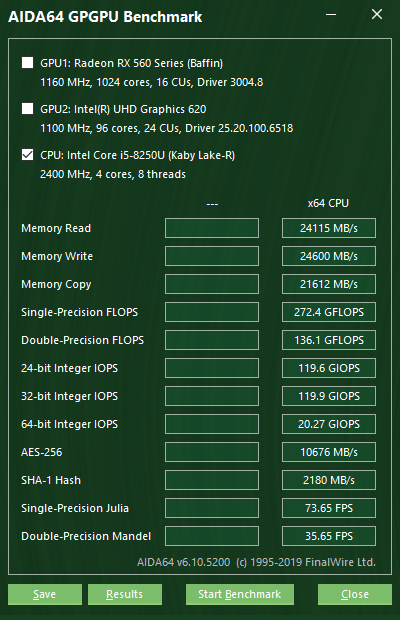 AIDA64 GPGPU Benchmark
GPU1: Radeon RX 560 Series (Baffin)
1160 MHz, 1024 cores, 16 CUs, Driver 3004.8
GPU2: Intel(R) UHD Graphics 620
1100 MHz, 96 cores, 24 CUs, Driver 25.20.100.6518
CPU: Intel Core i5-8250U (Kaby Lake-R)
2400 MHz, 4 cores, 8 threads
--- x64 CPU
Memory Read 24115 MB/s
Memory Write 24600 MB/s
Memory Copy 21612 MB/s
Single-Precision FLOPS 272.4 GFLOPS
Double-Precision FLOPS 136.1 GFLOPS
24-bit Integer IOPS 119.6 GIOPS
32-bit Integer IOPS 119.9 GIOPS
64-bit Integer IOPS 20.27 GIOPS
AES-256 10676 MB/s
SHA-1 Hash 2180 MB/s
Single-Precision Julia 73.65 FPS
Double-Precision Mandel 35.65 FPS
AIDA64 v6.10.5200 (c) 1995-2019 FinalWire Ltd.
Save Results Start Benchmark Close